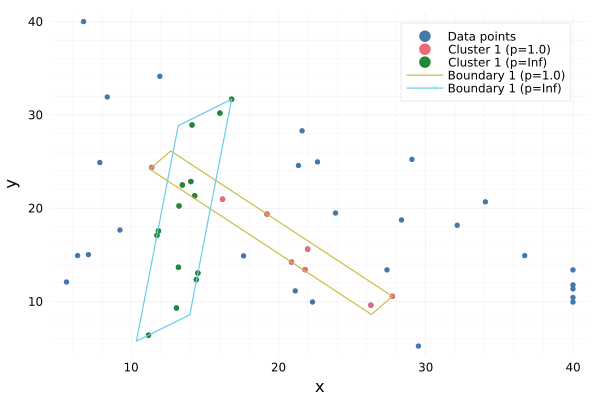 40
Data points
Cluster 1 (p=1.0)
Cluster 1 (p=Inf)
Boundary 1 (p=1.0)
Boundary 1 (p=Inf)
30
y
20
10
10 20 30 40
x